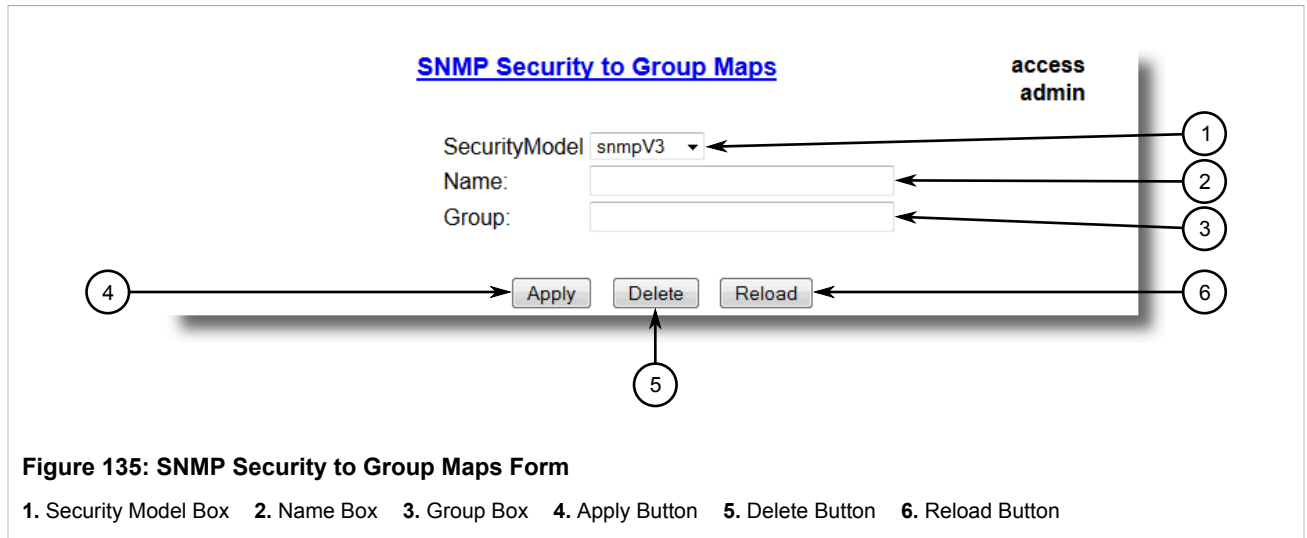 SNMP Security to Group Maps
access
admin
SecurityModel snmpV3
1
Name:
2
Group:
3
4
Apply Delete Reload
6
5
Figure 135: SNMP Security to Group Maps Form
1. Security Model Box 2. Name Box 3. Group Box 4. Apply Button 5. Delete Button 6. Reload Button